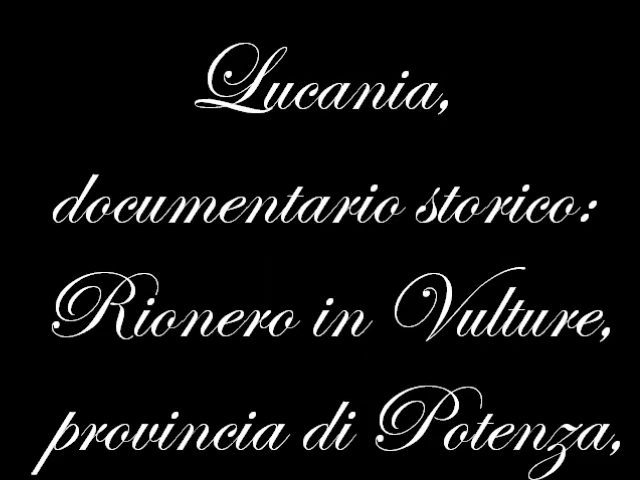 Lucania,
documentario storico:
Rionero in Vulture,
provincia di Potenza,